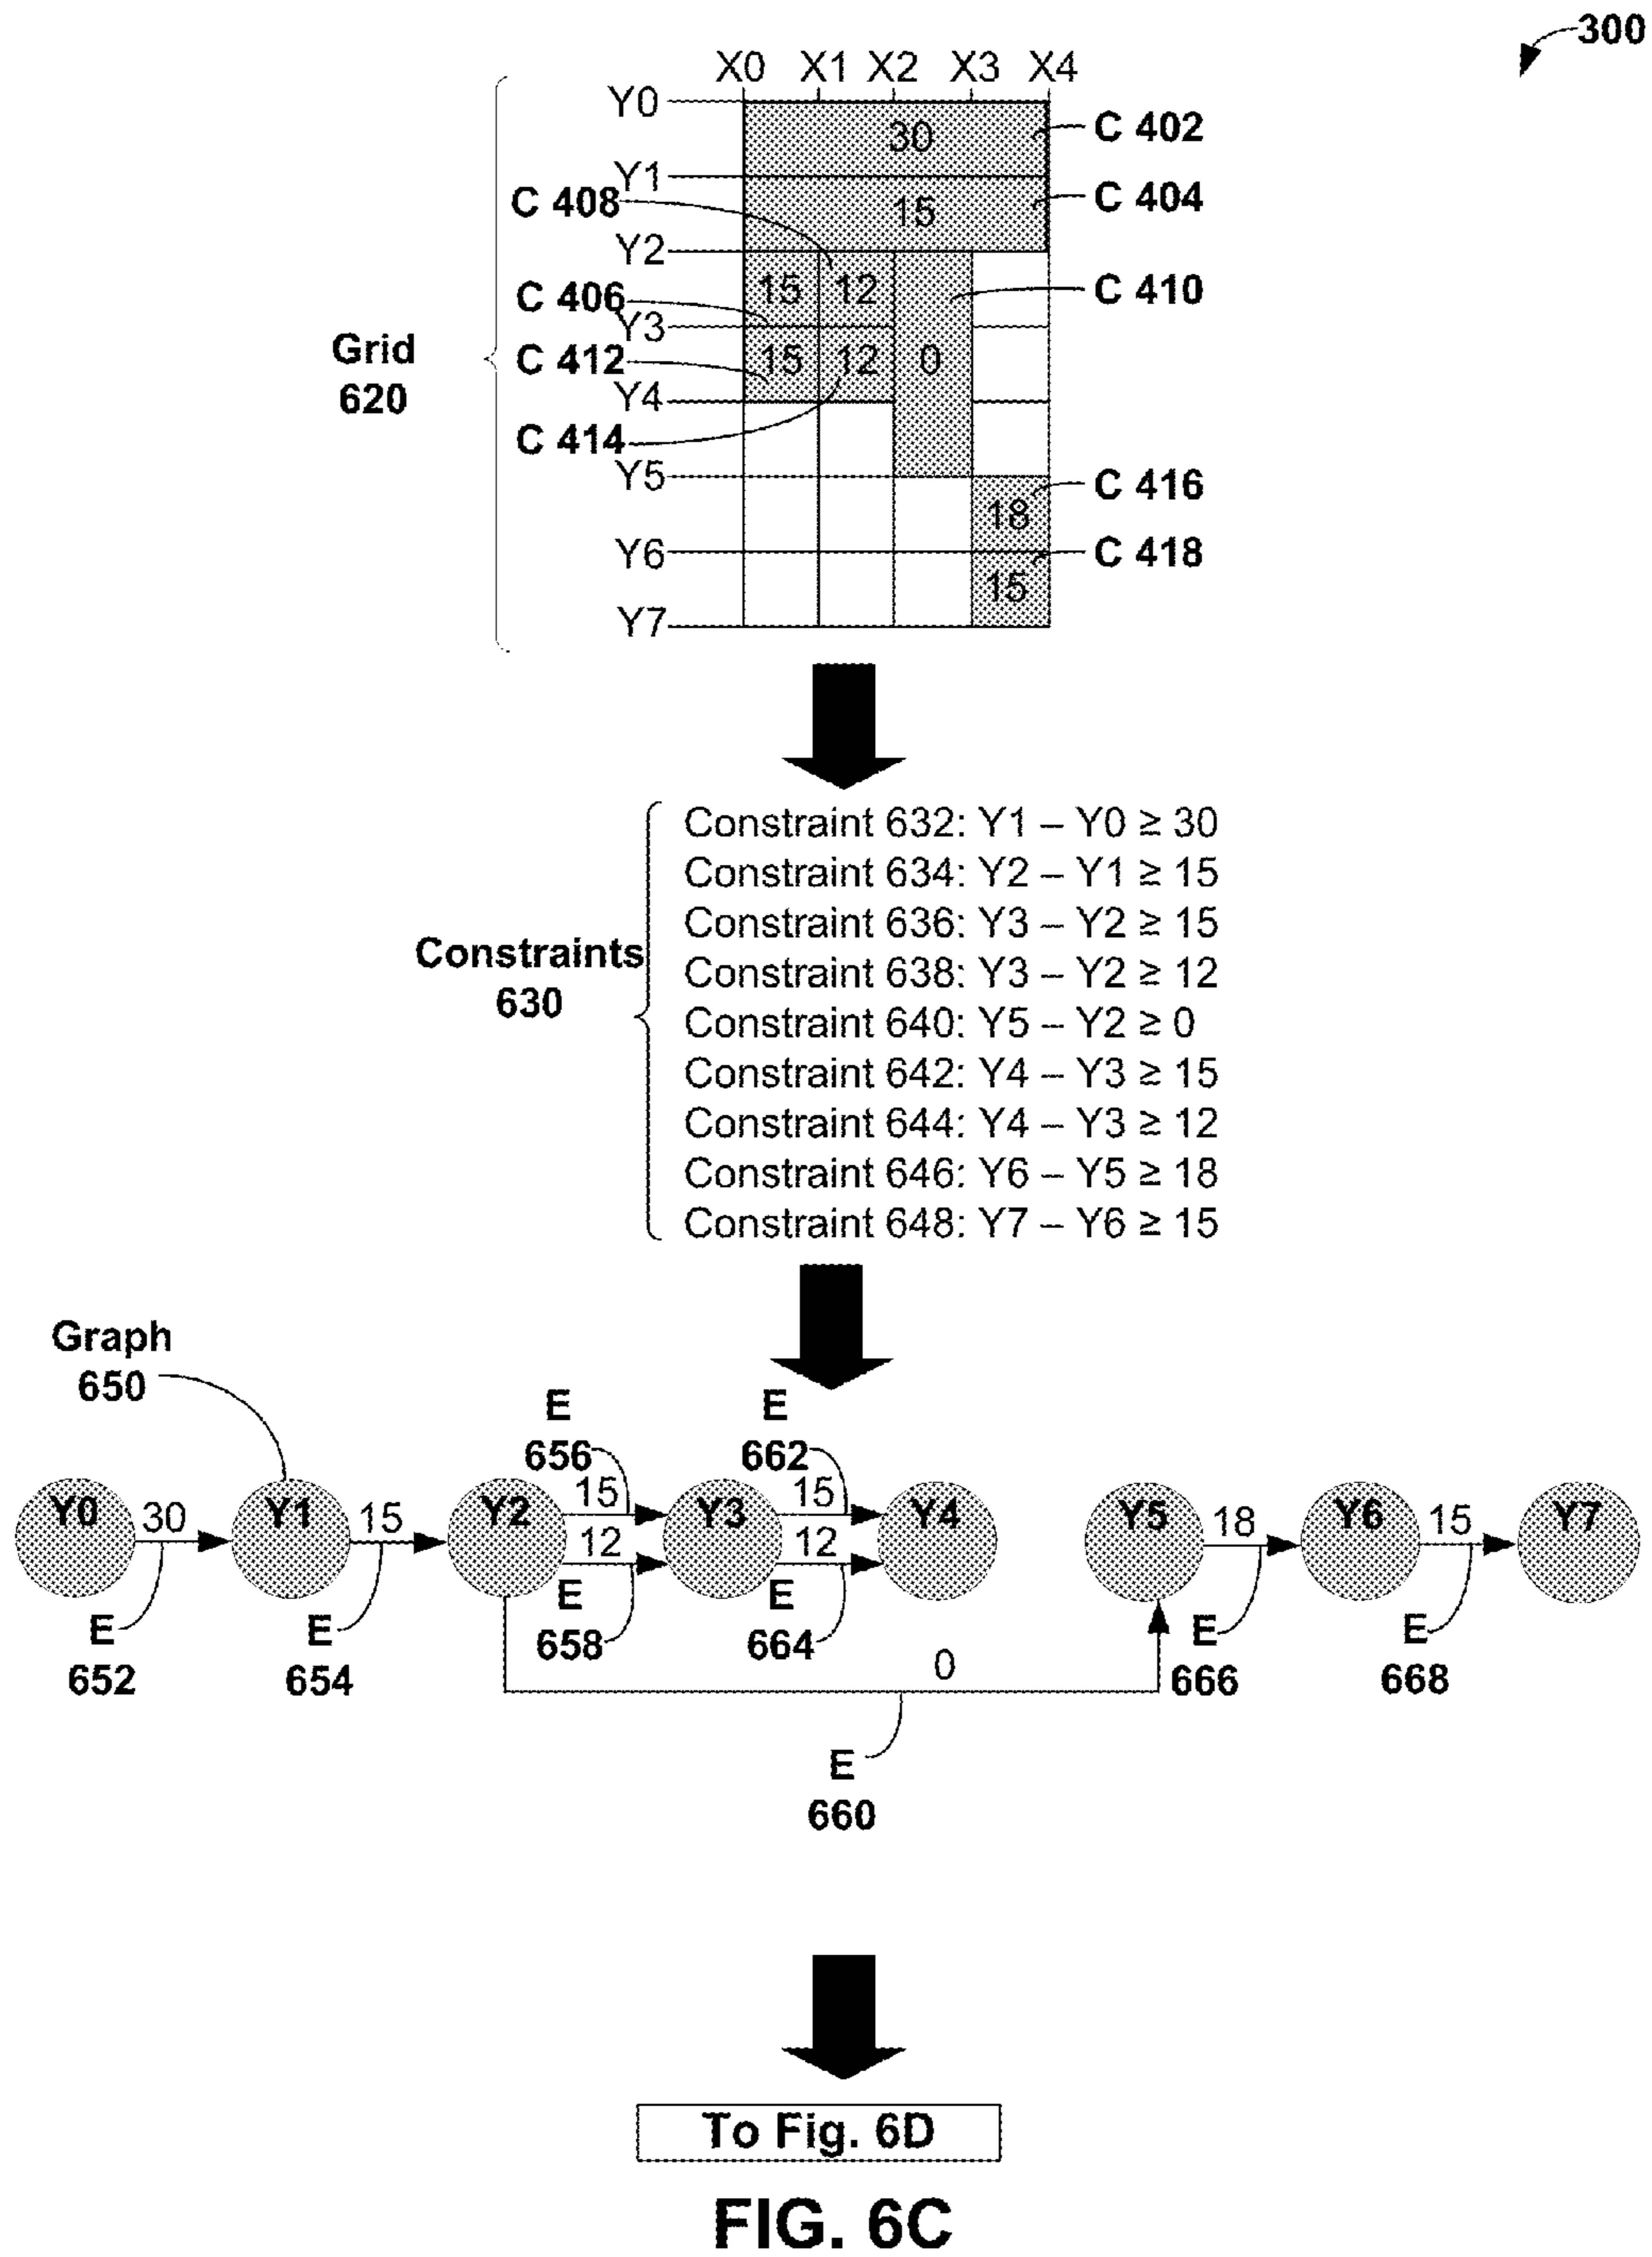 300
X0 X1 X2 X3 X4
Y0
30
C 402
Y1
C 408
15
C 404
Y2
15 12
C 410
C 406
Y3
Grid
620
C 412
15 12 0
Y4
C 414
Y5
C 416
18
Y6
C 418
15
Y7
Constraints
630
Constraint 632: Y1 – Y0 ≥ 30
Constraint 634: Y2 – Y1 ≥ 15
Constraint 636: Y3 – Y2 ≥ 15
Constraint 638: Y3 – Y2 ≥ 12
Constraint 640: Y5 – Y2 ≥ 0
Constraint 642: Y4 – Y3 ≥ 15
Constraint 644: Y4 – Y3 ≥ 12
Constraint 646: Y6 – Y5 ≥ 18
Constraint 648: Y7 – Y6 ≥ 15
Graph
650
E
656
E
662
15 15
Y0 30 Y1 15 Y2 Y3 Y4 Y5 18 Y6 15 Y7
12 12
E
652
E
654
E
658
E
664
0
E
666
E
668
E
660
To Fig. 6D
FIG. 6C